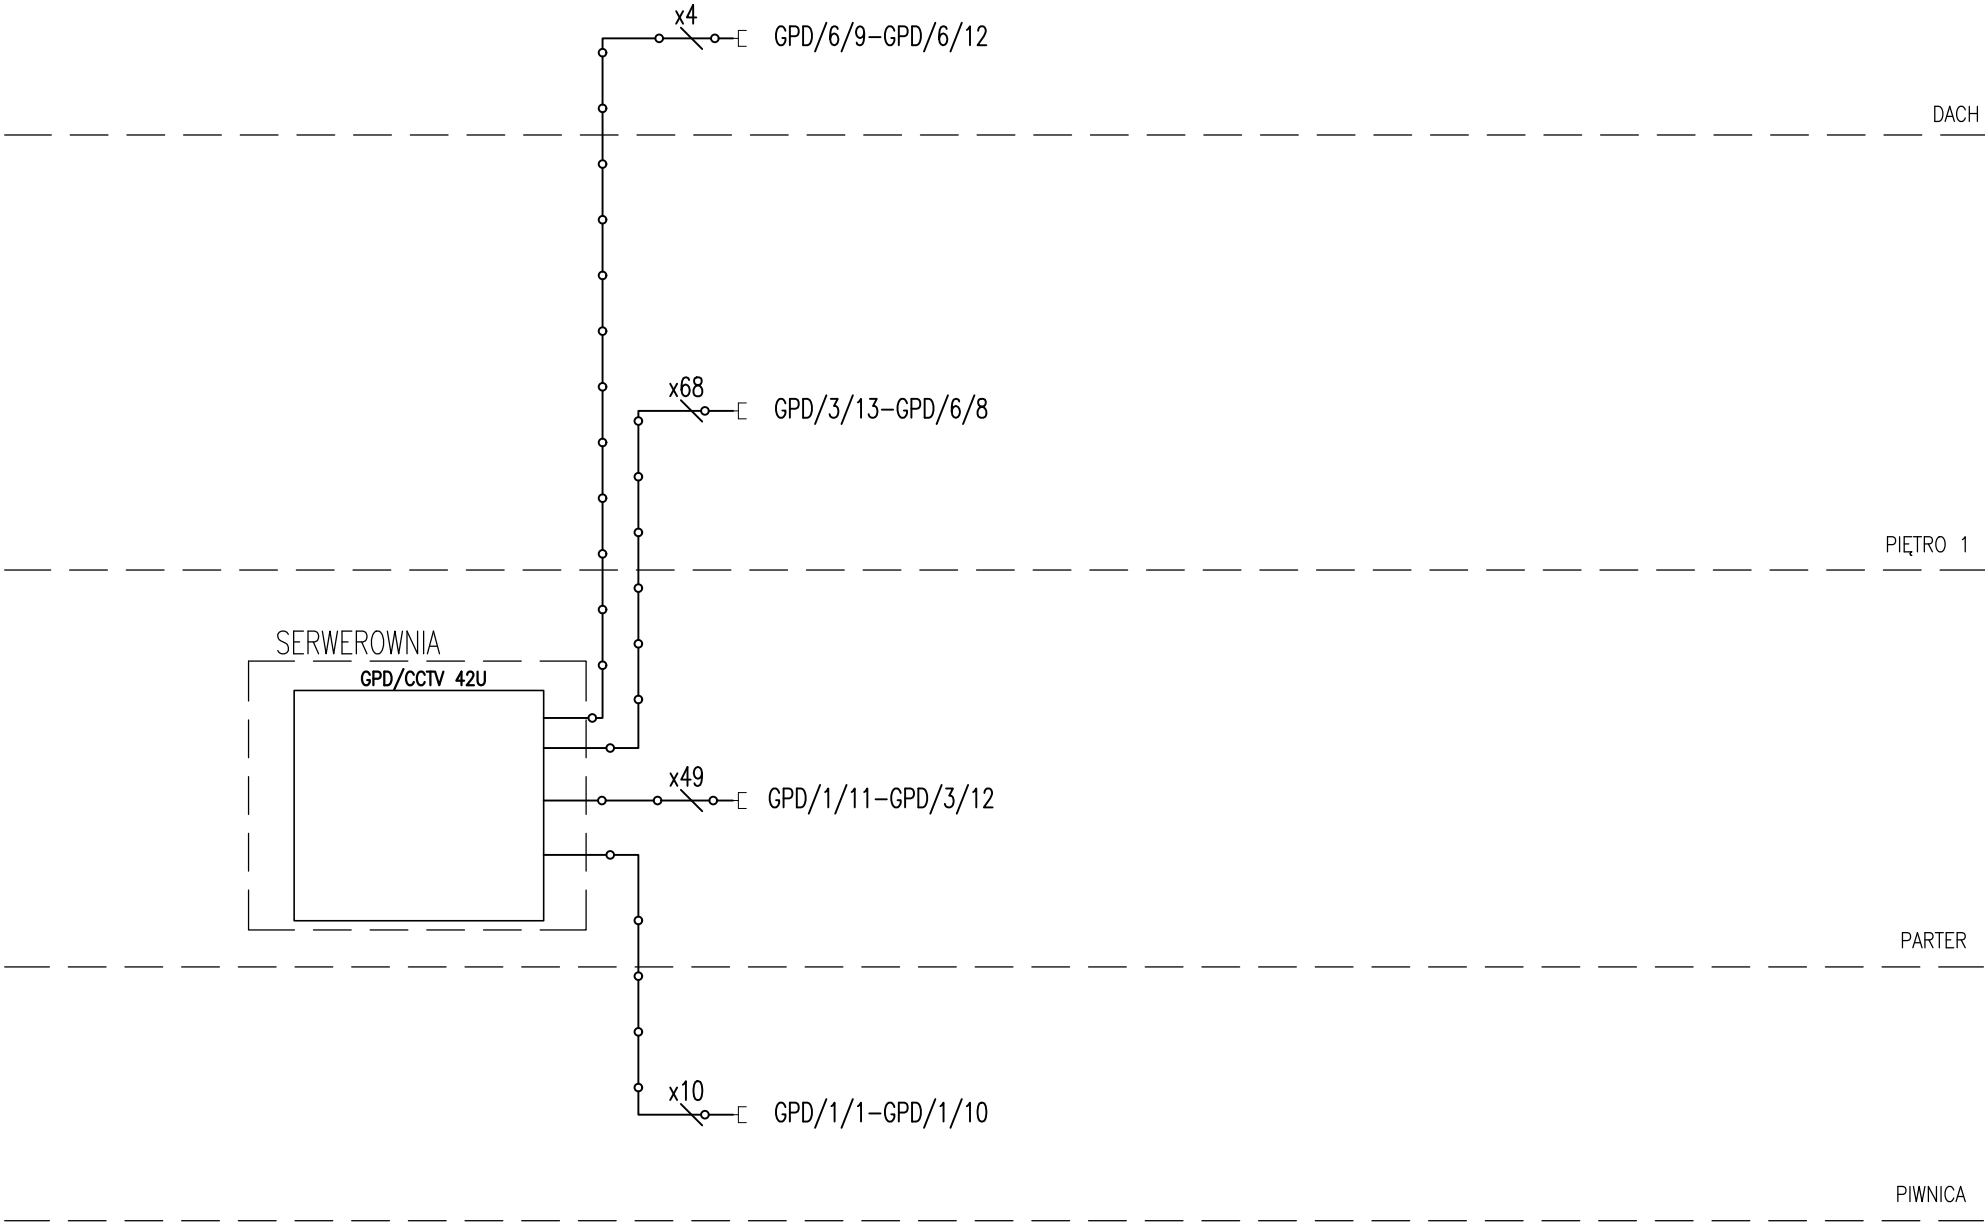 x4
GPD/6/9-GPD/6/12
DACH
x68
GPD/3/13-GPD/6/8
PIĘTRO 1
SERWEROWNIA
GPD/CCTV 42U
x49
GPD/1/11-GPD/3/12
PARTER
x10
GPD/1/1-GPD/1/10
PIWNICA